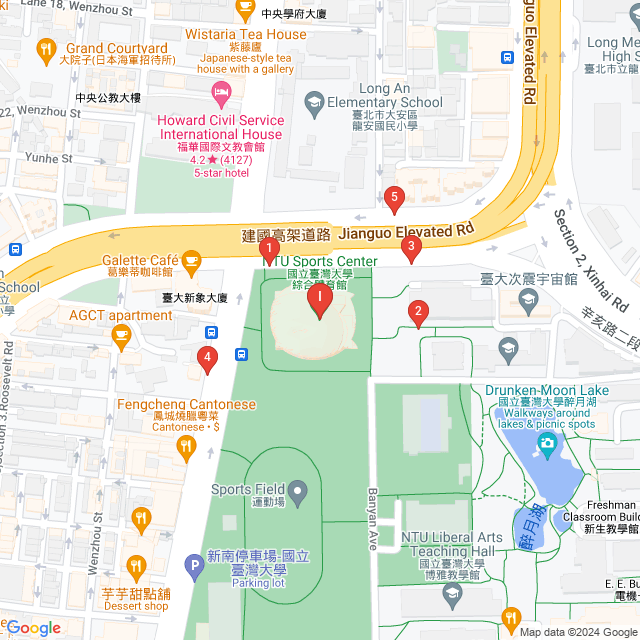 Lane 18, Wenzhou St
中央學府大廈
Wistaria Tea House
紫藤廬
Japanese-style tea
house with a gallery
Grand Courtyard
大院子(日本海軍招待所)
中央公教大樓
22, Wenzhou St
Yunhe St
Howard Civil Service
International House
福華國際文教會館
4.2★ (4127)
5-star hotel
Long An
Elementary School
臺北市大安區
龍安國民小學
Long Me
High S
臺北市立龍
guo Elevated Rd
5
建國高架道路 Jianguo Elevated Rd
Section 2, Xinhai Rd
辛亥路二段
1
3
NTU Sports Center
國立臺灣大學
綜合體育館
I
2
4
Galette Café
葛樂蒂咖啡館
臺大新象大廈
AGCT apartment
臺大次震宇宙館
n School
小學
Section 3, Roosevelt Rd
Fengcheng Cantonese
鳳城燒臘粵菜
Cantonese • $
Drunken-Moon Lake
國立臺灣大學醉月湖
Walkways around
lakes & picnic spots
醉月湖
Sports Field
運動場
Banyan Ave
Wenzhou St
Freshman
Classroom Build
新生教學館
NTU Liberal Arts
Teaching Hall
國立臺灣大學
博雅教學館
新南停車場-國立
臺灣大學
Parking lot
芋芋甜點舖
Dessert shop
E. E. Bu
電機
Google
Map data ©2024 Google